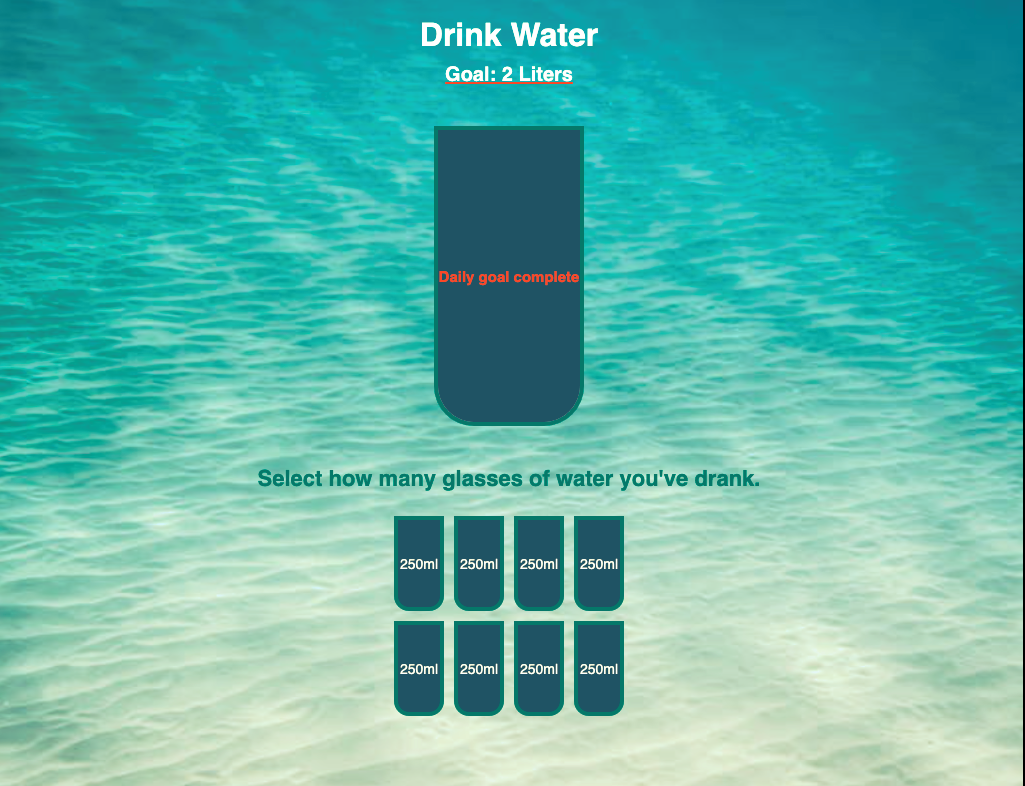 Drink Water
Goal: 2 Liters
Daily goal complete
Select how many glasses of water you've drank.
250ml 250ml 250ml 250ml
250ml 250ml 250ml 250ml